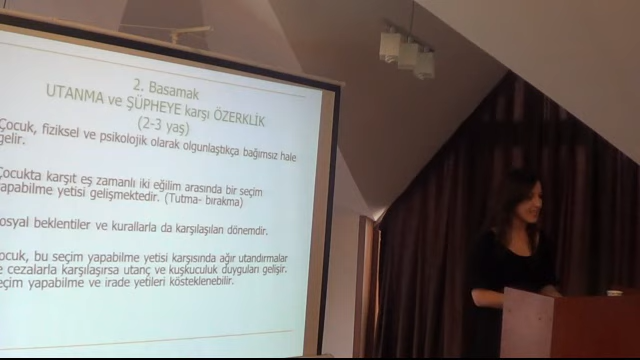 2. Basamak
UTANMA ve ŞÜPHEYE karşı ÖZERKLİK
(2-3 yaş)
Çocuk, fiziksel ve psikolojik olarak olgunlaştıkça bağımsız hale
gelir.
Çocukta karşıt eş zamanlı iki eğilim arasında bir seçim
yapabilme yetisi gelişmektedir. (Tutma- bırakma)
osyal beklentiler ve kurallarla da karşılaşılan dönemdir.
ocuk, bu seçim yapabilme yetisi karşısında ağır utandırmalar
e cezalarla karşılaşırsa utanç ve kuşkuculuk duyguları gelişir.
eçim yapabilme ve irade yetileri kösteklenebilir.